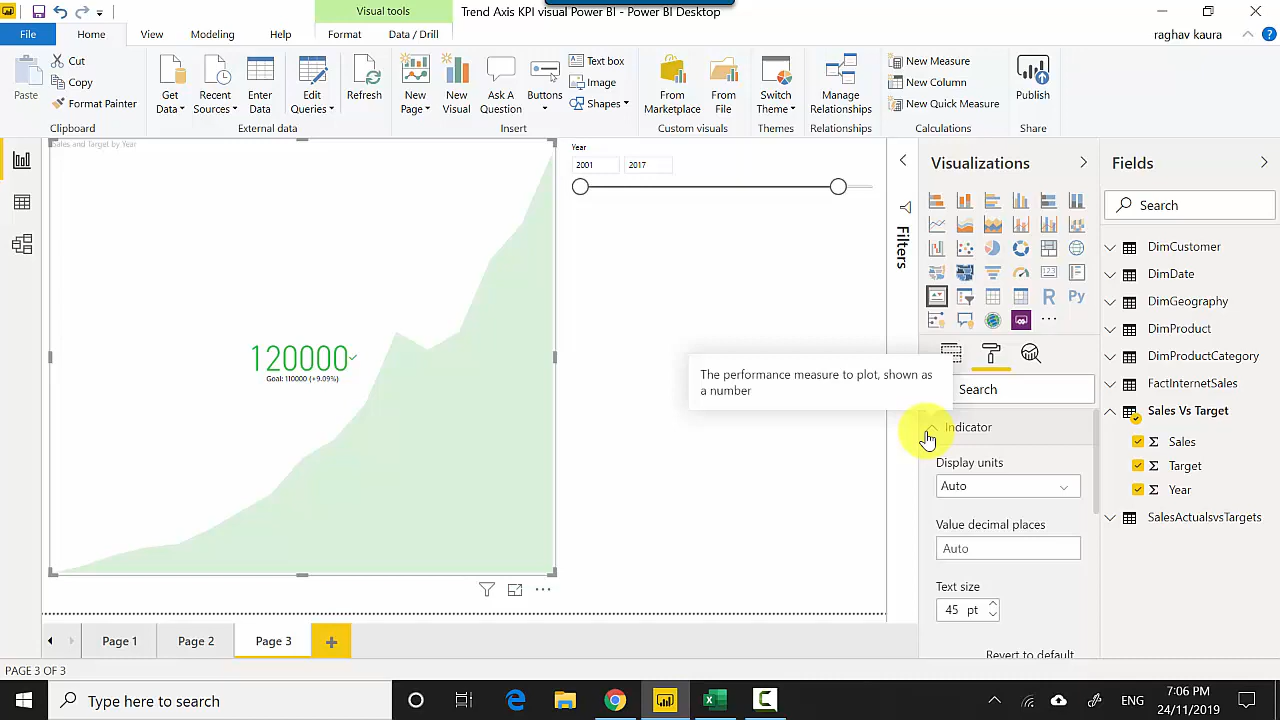 Visual tools
Trend Axis KPI visual Power BI - Power BI Desktop
File
Home
View
Modeling
Help
Format
Data / Drill
raghav kaura
Paste
Cut
Copy
Format Painter
Clipboard
Get Data
Recent Sources
Enter Data
Edit Queries
Refresh
External data
New Page
New Visual
Ask A Question
Buttons
Text box
Image
Shapes
Insert
From Marketplace
From File
Custom visuals
Switch Theme
Themes
Manage Relationships
Relationships
New Measure
New Column
New Quick Measure
Calculations
Publish
Share
Sales and Target by Year
120000
Goal: 110000 (+9.09%)
Year
2001
2017
Filters
Visualizations
Search
The performance measure to plot, shown as
a number
Indicator
Display units
Auto
Value decimal places
Auto
Text size
45 pt
Revert to default
Fields
Search
DimCustomer
DimDate
DimGeography
DimProduct
DimProductCategory
FactInternetSales
Sales Vs Target
Sales
Target
Year
SalesActualsvsTargets
Page 1
Page 2
Page 3
PAGE 3 OF 3
Type here to search
ENG
7:06 PM
24/11/2019